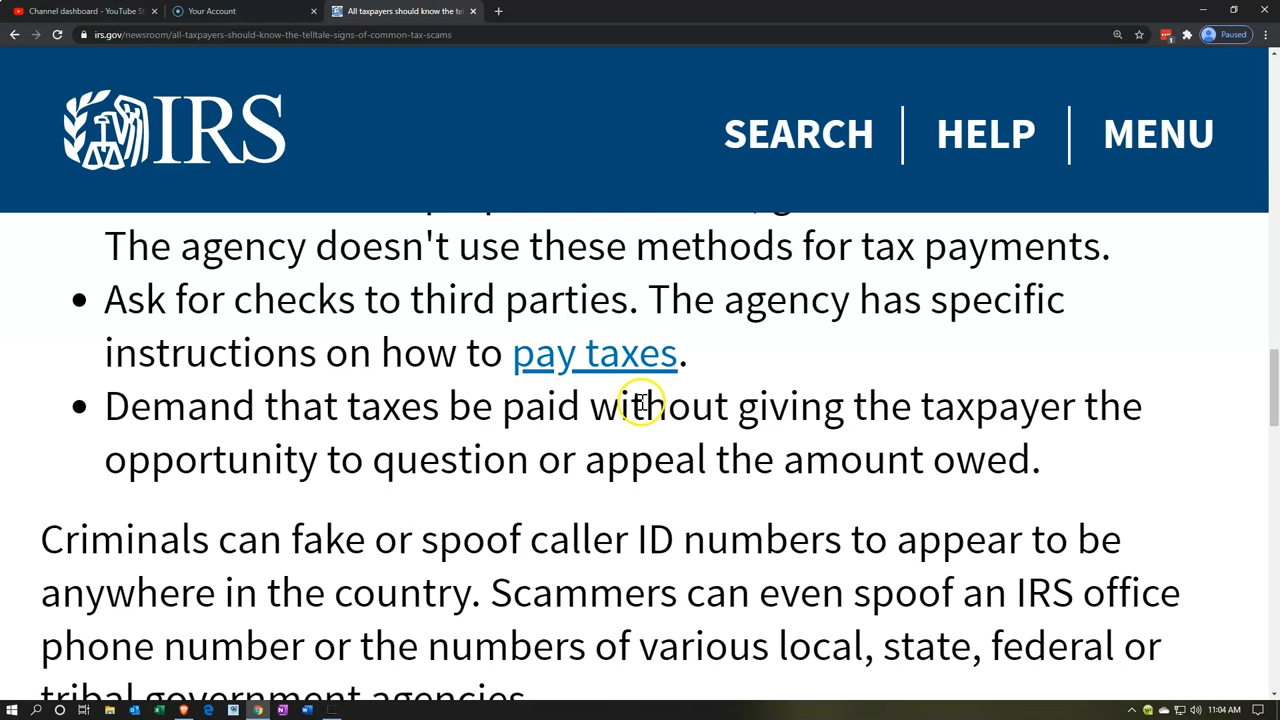 Channel dashboard - YouTube St
Your Account
All taxpayers should know the tell
irs.gov/newsroom/all-taxpayers-should-know-the-telltale-signs-of-common-tax-scams
1
Paused
IRS
SEARCH
HELP
MENU
The agency doesn't use these methods for tax payments.
• Ask for checks to third parties. The agency has specific
instructions on how to pay taxes.
• Demand that taxes be paid without giving the taxpayer the
opportunity to question or appeal the amount owed.
Criminals can fake or spoof caller ID numbers to appear to be
anywhere in the country. Scammers can even spoof an IRS office
phone number or the numbers of various local, state, federal or
tribal government agencies.
11:04 AM